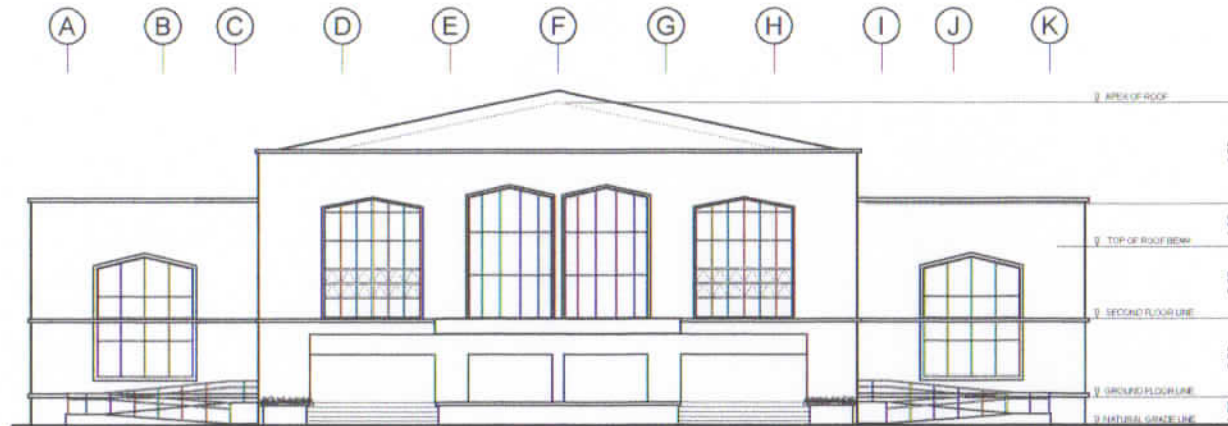 A B C D E F G H I J K
APEX OF ROOF
TOP OF ROOF BEAM
SECOND FLOOR LINE
GROUND FLOOR LINE
NATURAL GRADE LINE